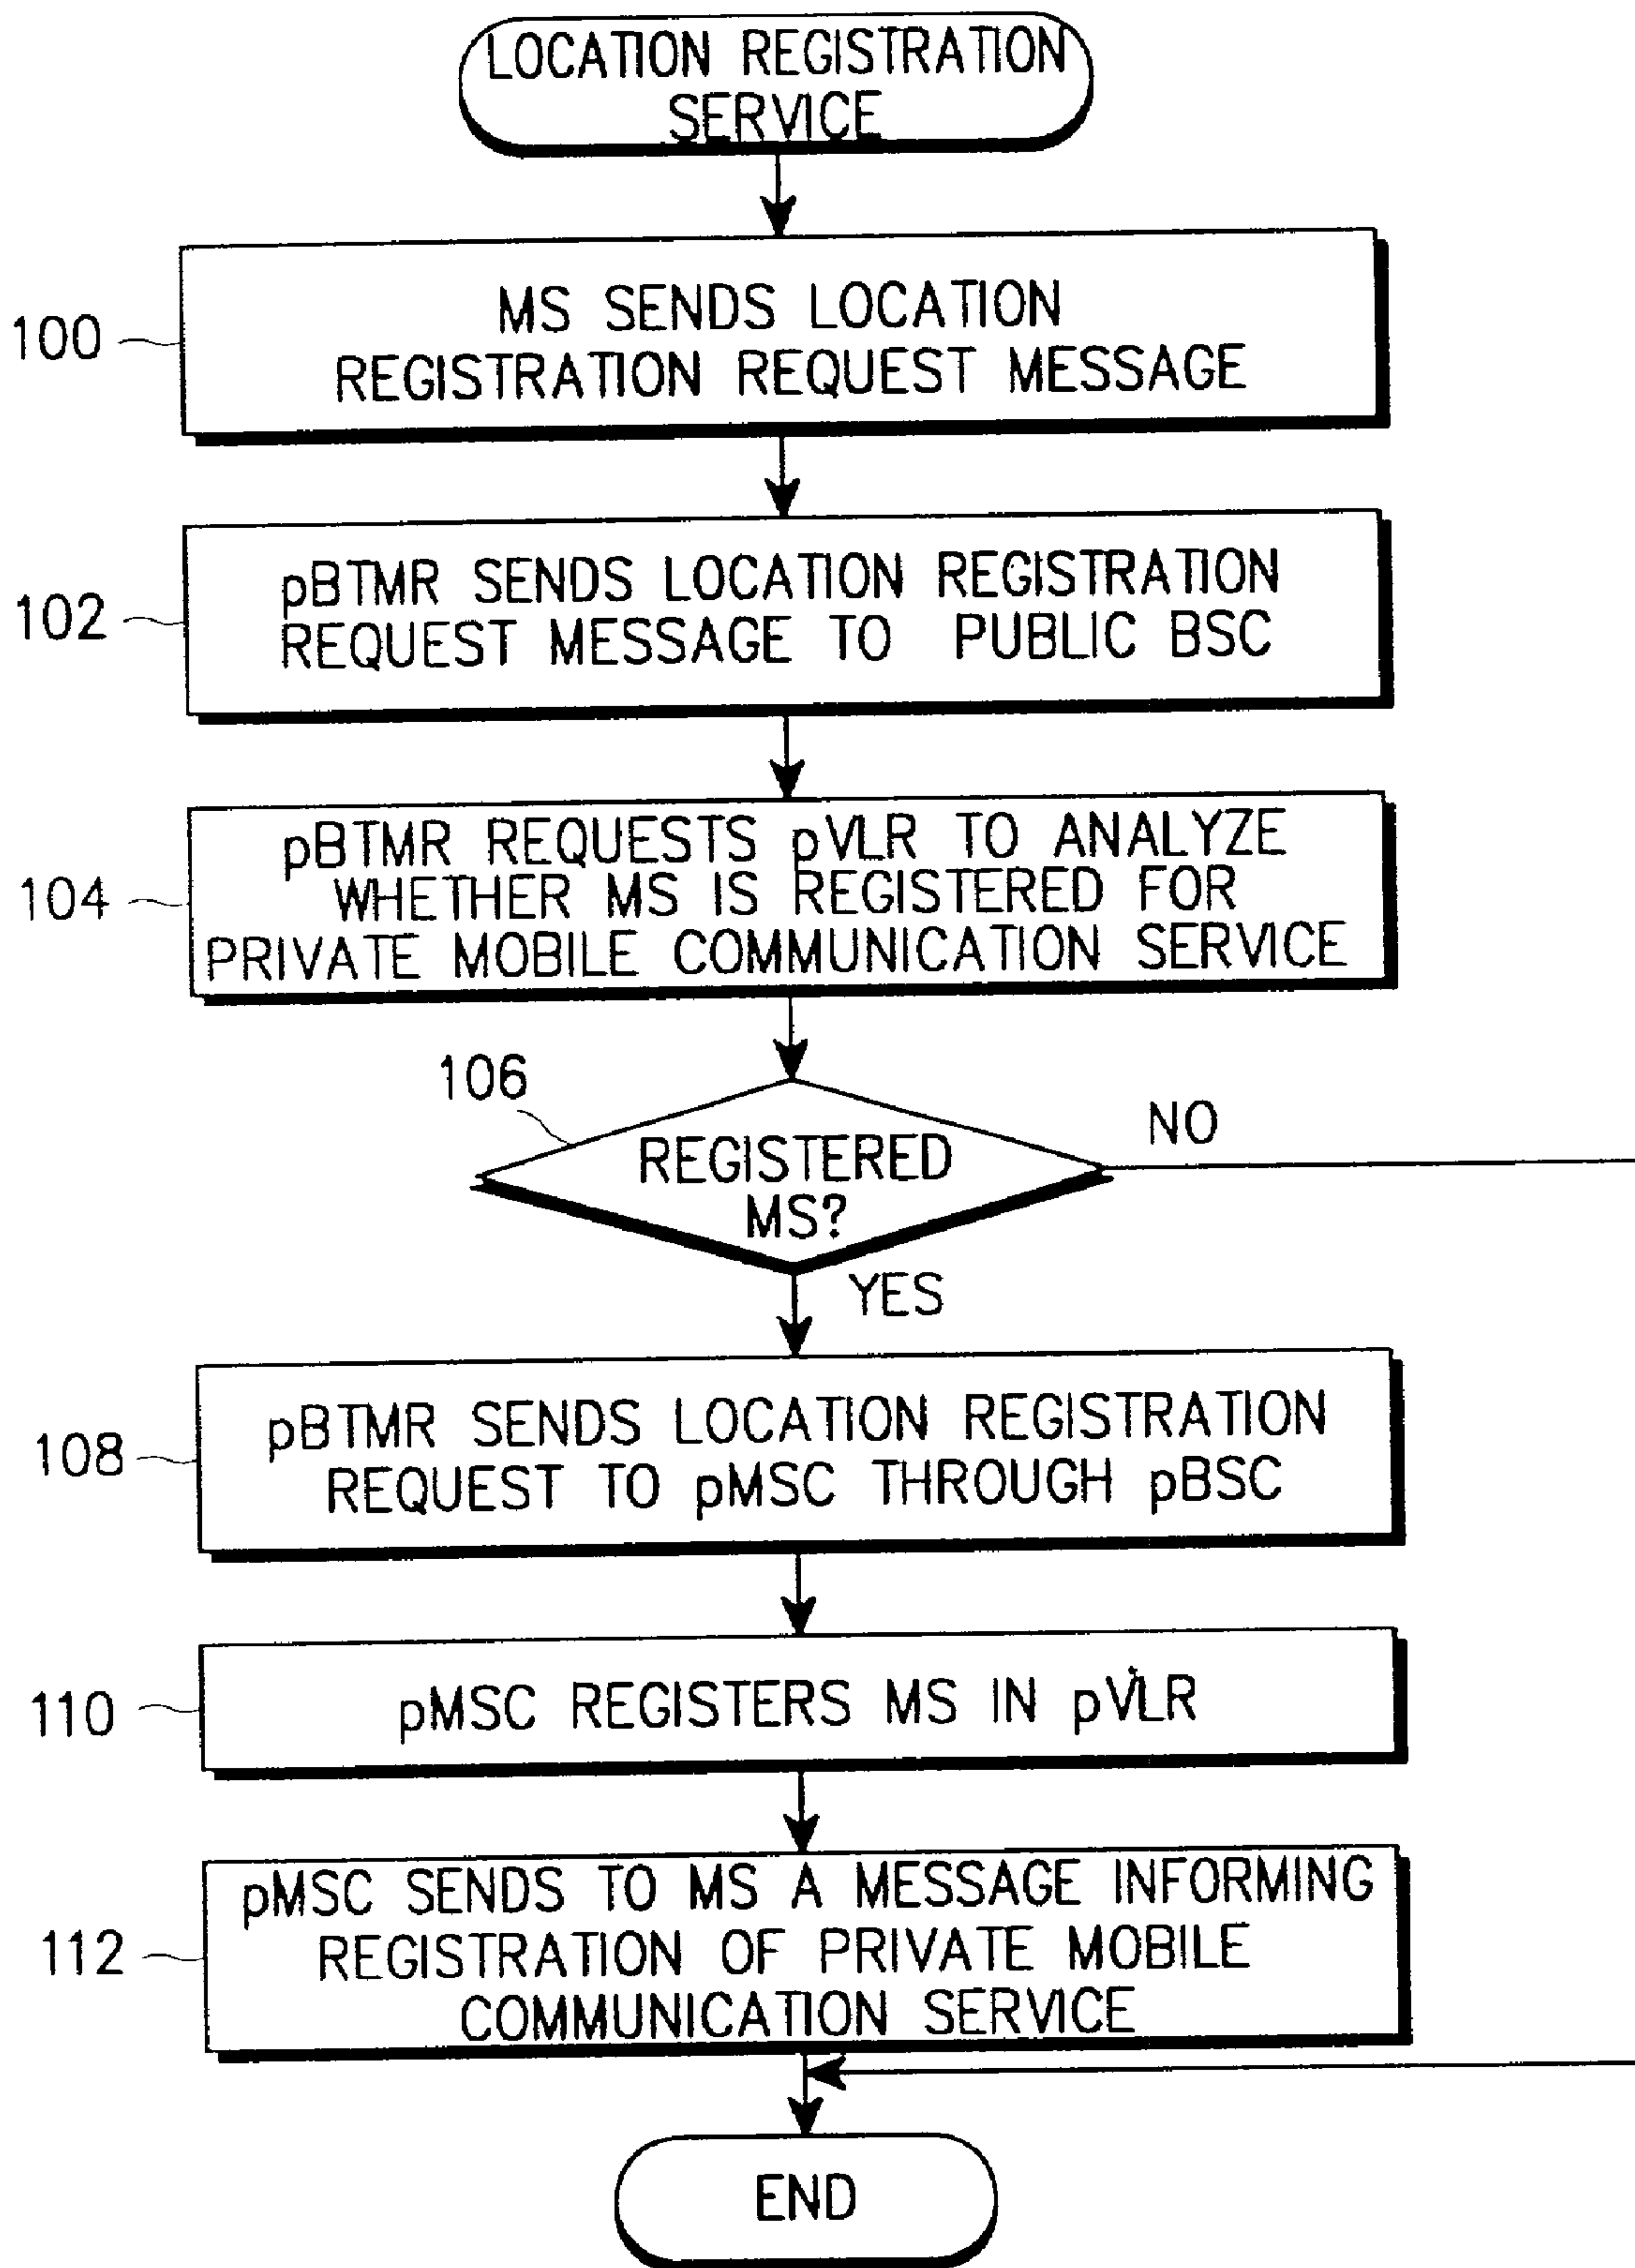 LOCATION REGISTRATION
SERVICE
100
MS SENDS LOCATION
REGISTRATION REQUEST MESSAGE
102
pBTMR SENDS LOCATION REGISTRATION
REQUEST MESSAGE TO PUBLIC BSC
104
pBTMR REQUESTS pVLR TO ANALYZE
WHETHER MS IS REGISTERED FOR
PRIVATE MOBILE COMMUNICATION SERVICE
106
REGISTERED
MS?
NO
YES
108
pBTMR SENDS LOCATION REGISTRATION
REQUEST TO pMSC THROUGH pBSC
110
pMSC REGISTERS MS IN pVLR
112
pMSC SENDS TO MS A MESSAGE INFORMING
REGISTRATION OF PRIVATE MOBILE
COMMUNICATION SERVICE
END